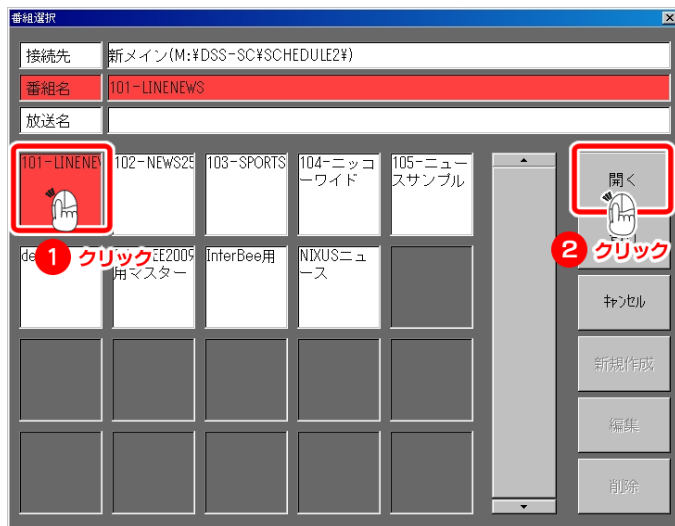 番組選択
接続先 新メイン(M:¥DSS-SC¥SCHEDULE2¥)
番組名 101-LINENEWS
放送名
101-LINENEW 102-NEWS25 103-SPORTS 104-ニッコ 105-ニュー
ーワイド スサンプル
開く
1 クリック
2 クリック
de EE2009 InterBee用 NIXUSニュ
用マスター ース
キャンセル
新規作成
編集
削除